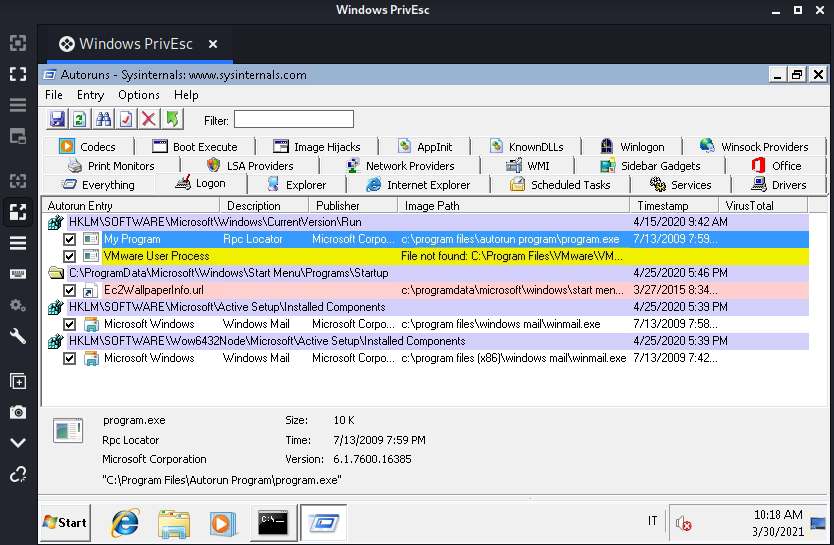 Windows PrivEsc
Windows PrivEsc
Autoruns - Sysinternals: www.sysinternals.com
File Entry Options Help
Filter:
Codecs Boot Execute Image Hijacks AppInit KnownDLLs Winlogon Winsock Providers
Print Monitors LSA Providers Network Providers WMI Sidebar Gadgets Office
Everything Logon Explorer Internet Explorer Scheduled Tasks Services Drivers
Autorun Entry Description Publisher Image Path Timestamp VirusTotal
HKLM\SOFTWARE\Microsoft\Windows\CurrentVersion\Run 4/15/2020 9:42 AM
My Program Rpc Locator Microsoft Corpo... c:\program files\autorun program\program.exe 7/13/2009 7:59...
VMware User Process File not found: C:\Program Files\VMware\VM...
C:\ProgramData\Microsoft\Windows\Start Menu\Programs\Startup 4/25/2020 5:46 PM
Ec2WallpaperInfo.url c:\programdata\microsoft\windows\start men... 3/27/2015 8:34...
HKLM\SOFTWARE\Microsoft\Active Setup\Installed Components 4/25/2020 5:39 PM
Microsoft Windows Windows Mail Microsoft Corpo... c:\program files\windows mail\winmail.exe 7/13/2009 7:58...
HKLM\SOFTWARE\Wow6432Node\Microsoft\Active Setup\Installed Components 4/25/2020 5:39 PM
Microsoft Windows Windows Mail Microsoft Corpo... c:\program files (x86)\windows mail\winmail.exe 7/13/2009 7:42...
program.exe Size: 10 K
Rpc Locator Time: 7/13/2009 7:59 PM
Microsoft Corporation Version: 6.1.7600.16385
"C:\Program Files\Autorun Program\program.exe"
Start C:\ IT 10:18 AM
3/30/2021